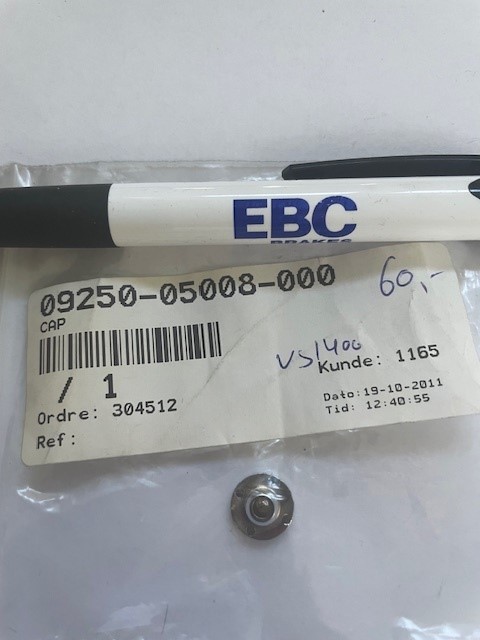 EBC
BRAKES
09250-05008-000
60,-
CAP
VS1400
/ 1
Kunde: 1165
Ordre: 304512
Dato:19-10-2011
Ref:
Tid: 12:40:55